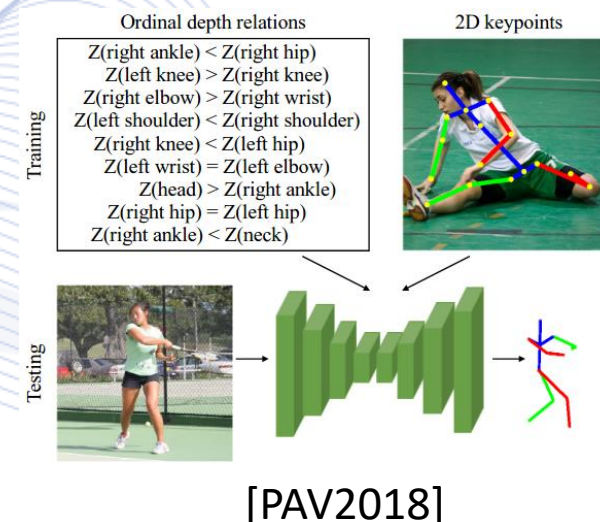 Ordinal depth relations
2D keypoints
Training
Z(right ankle) < Z(right hip)
Z(left knee) > Z(right knee)
Z(right elbow) > Z(right wrist)
Z(left shoulder) < Z(right shoulder)
Z(right knee) < Z(left hip)
Z(left wrist) = Z(left elbow)
Z(head) > Z(right ankle)
Z(right hip) = Z(left hip)
Z(right ankle) < Z(neck)
Testing
[PAV2018]